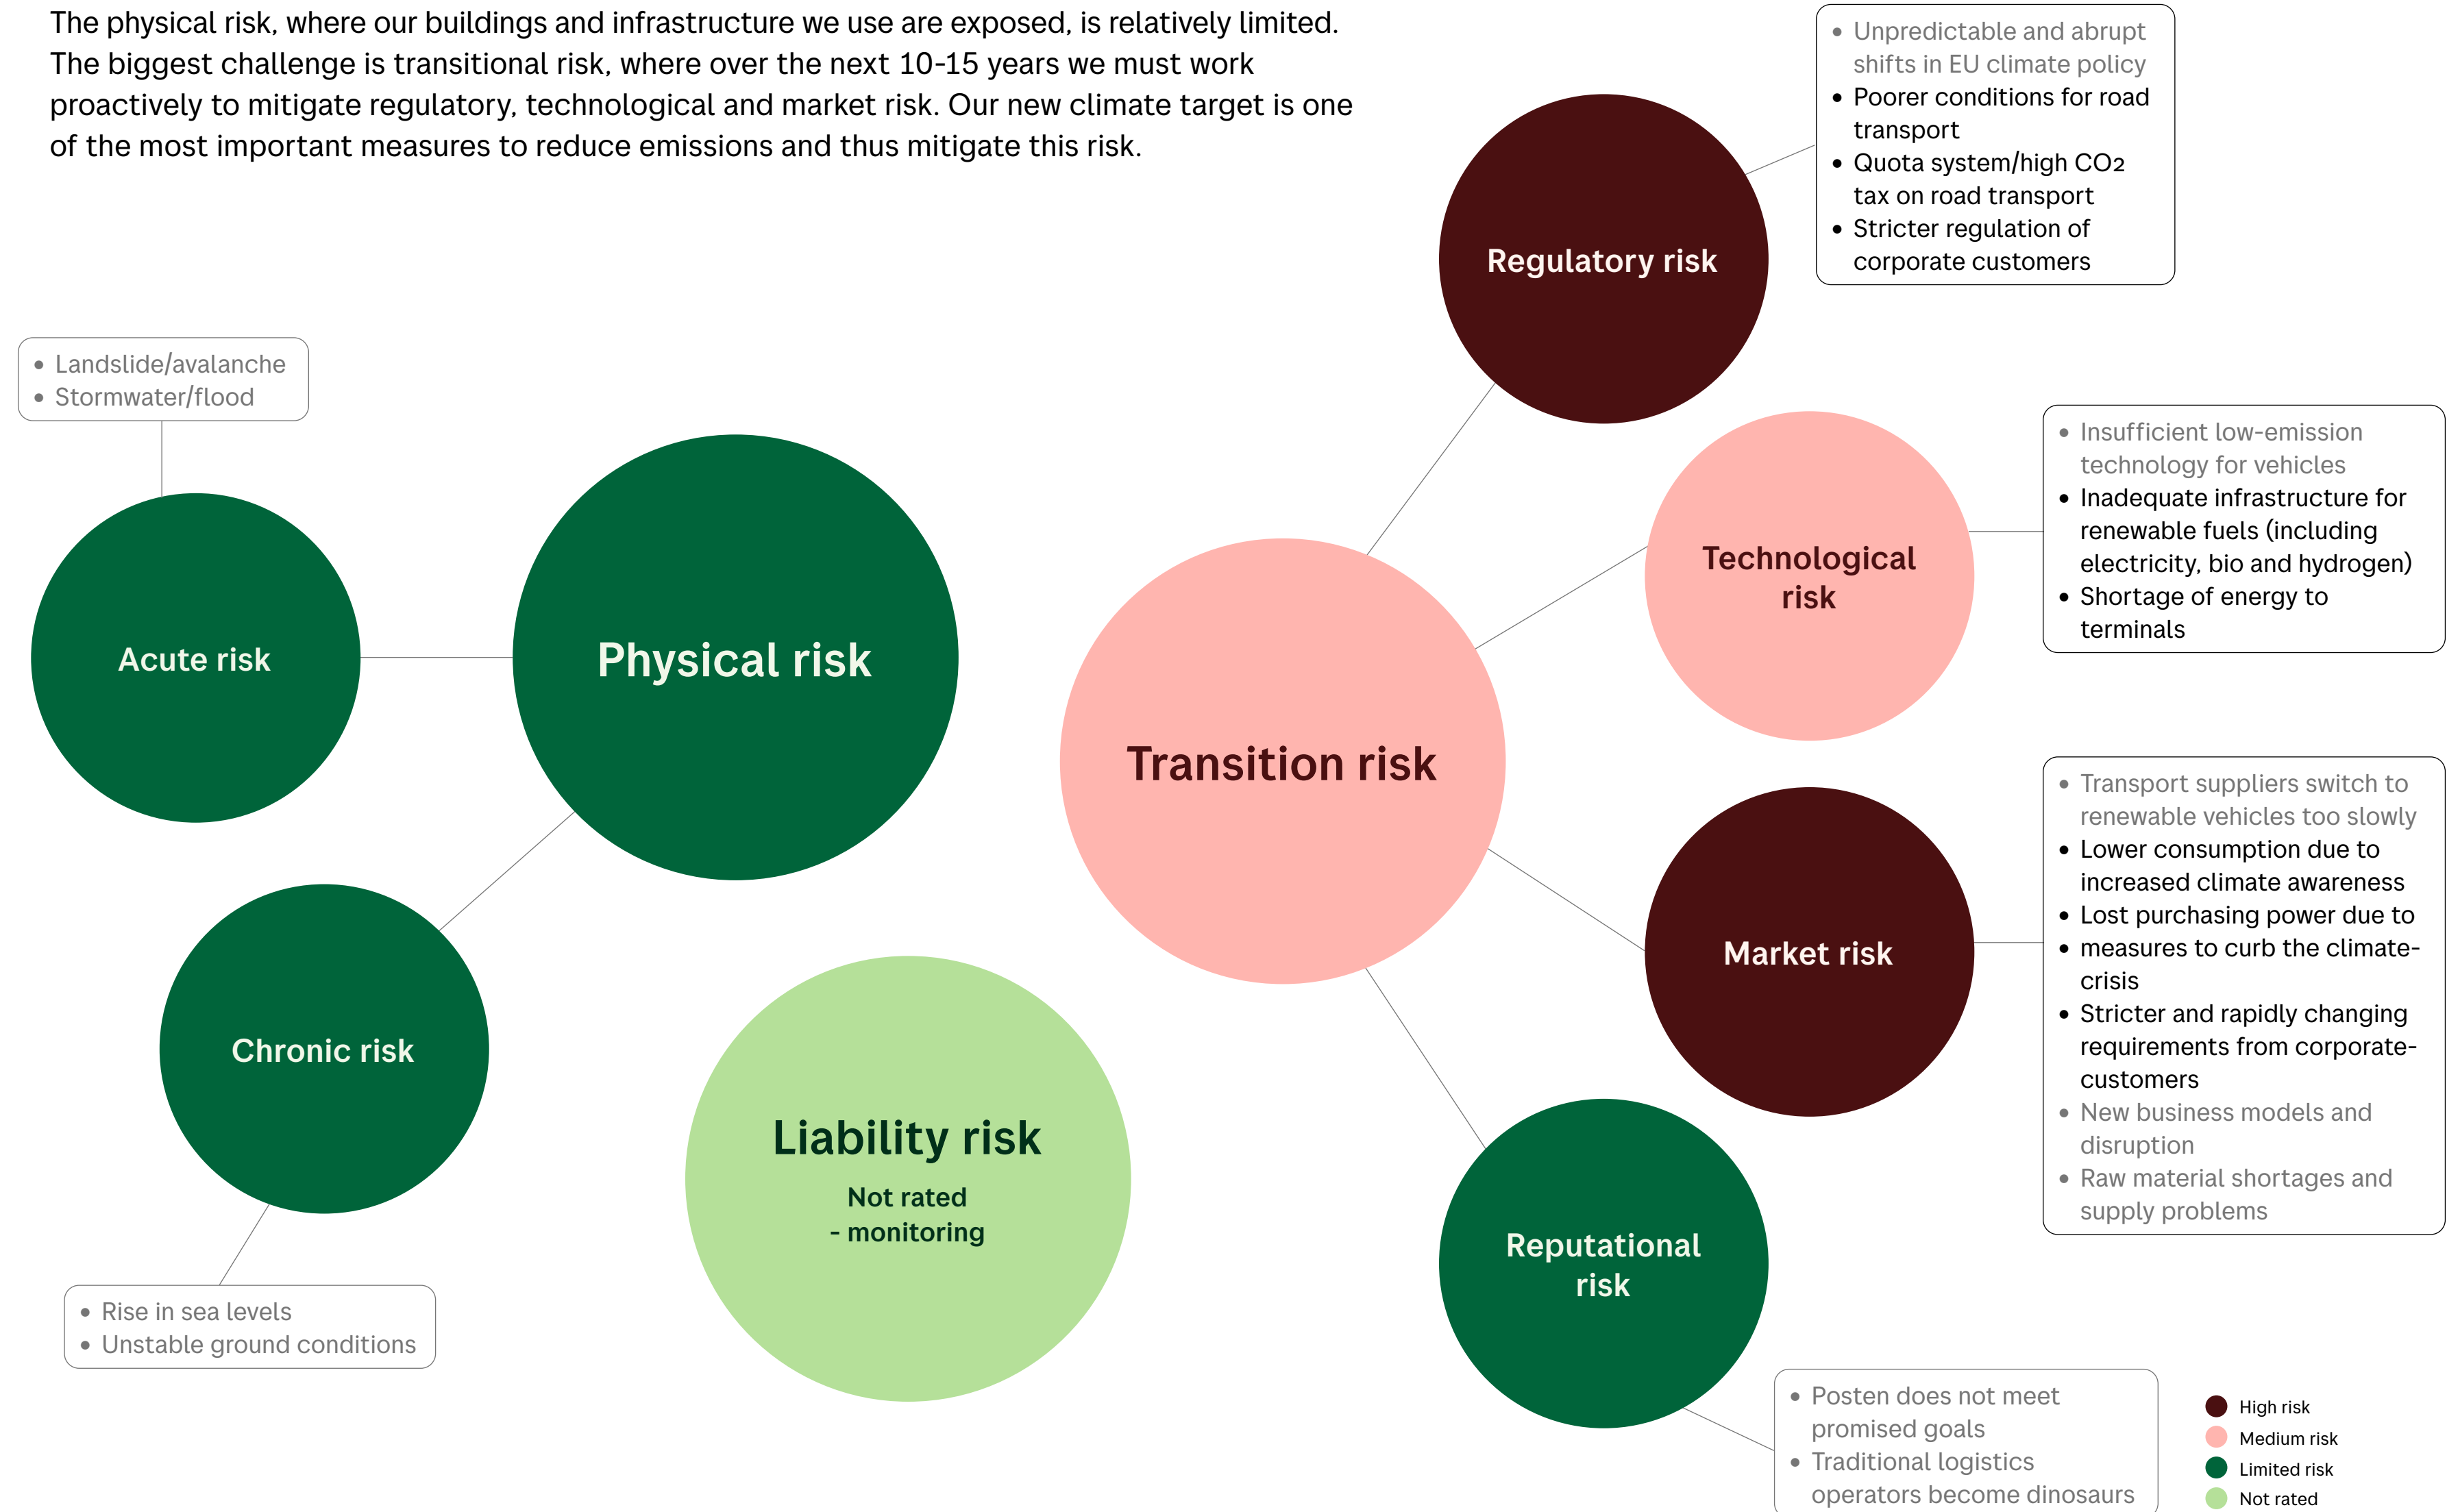 The physical risk, where our buildings and infrastructure we use are exposed, is relatively limited.
The biggest challenge is transitional risk, where over the next 10-15 years we must work
proactively to mitigate regulatory, technological and market risk. Our new climate target is one
of the most important measures to reduce emissions and thus mitigate this risk.
• Landslide/avalanche
• Stormwater/flood
Acute risk
Physical risk
Chronic risk
• Rise in sea levels
• Unstable ground conditions
Liability risk
Not rated
- monitoring
Transition risk
Regulatory risk
• Unpredictable and abrupt
shifts in EU climate policy
• Poorer conditions for road
transport
• Quota system/high CO2
tax on road transport
• Stricter regulation of
corporate customers
Technological
risk
• Insufficient low-emission
technology for vehicles
• Inadequate infrastructure for
renewable fuels (including
electricity, bio and hydrogen)
• Shortage of energy to
terminals
Market risk
• Transport suppliers switch to
renewable vehicles too slowly
• Lower consumption due to
increased climate awareness
• Lost purchasing power due to
• measures to curb the climate-
crisis
• Stricter and rapidly changing
requirements from corporate-
customers
• New business models and
disruption
• Raw material shortages and
supply problems
Reputational
risk
• Posten does not meet
promised goals
• Traditional logistics
operators become dinosaurs
High risk
Medium risk
Limited risk
Not rated